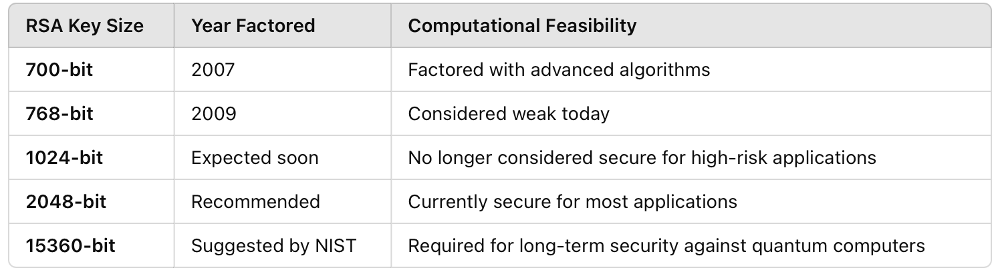 RSA Key Size Year Factored Computational Feasibility
700-bit 2007 Factored with advanced algorithms
768-bit 2009 Considered weak today
1024-bit Expected soon No longer considered secure for high-risk applications
2048-bit Recommended Currently secure for most applications
15360-bit Suggested by NIST Required for long-term security against quantum computers